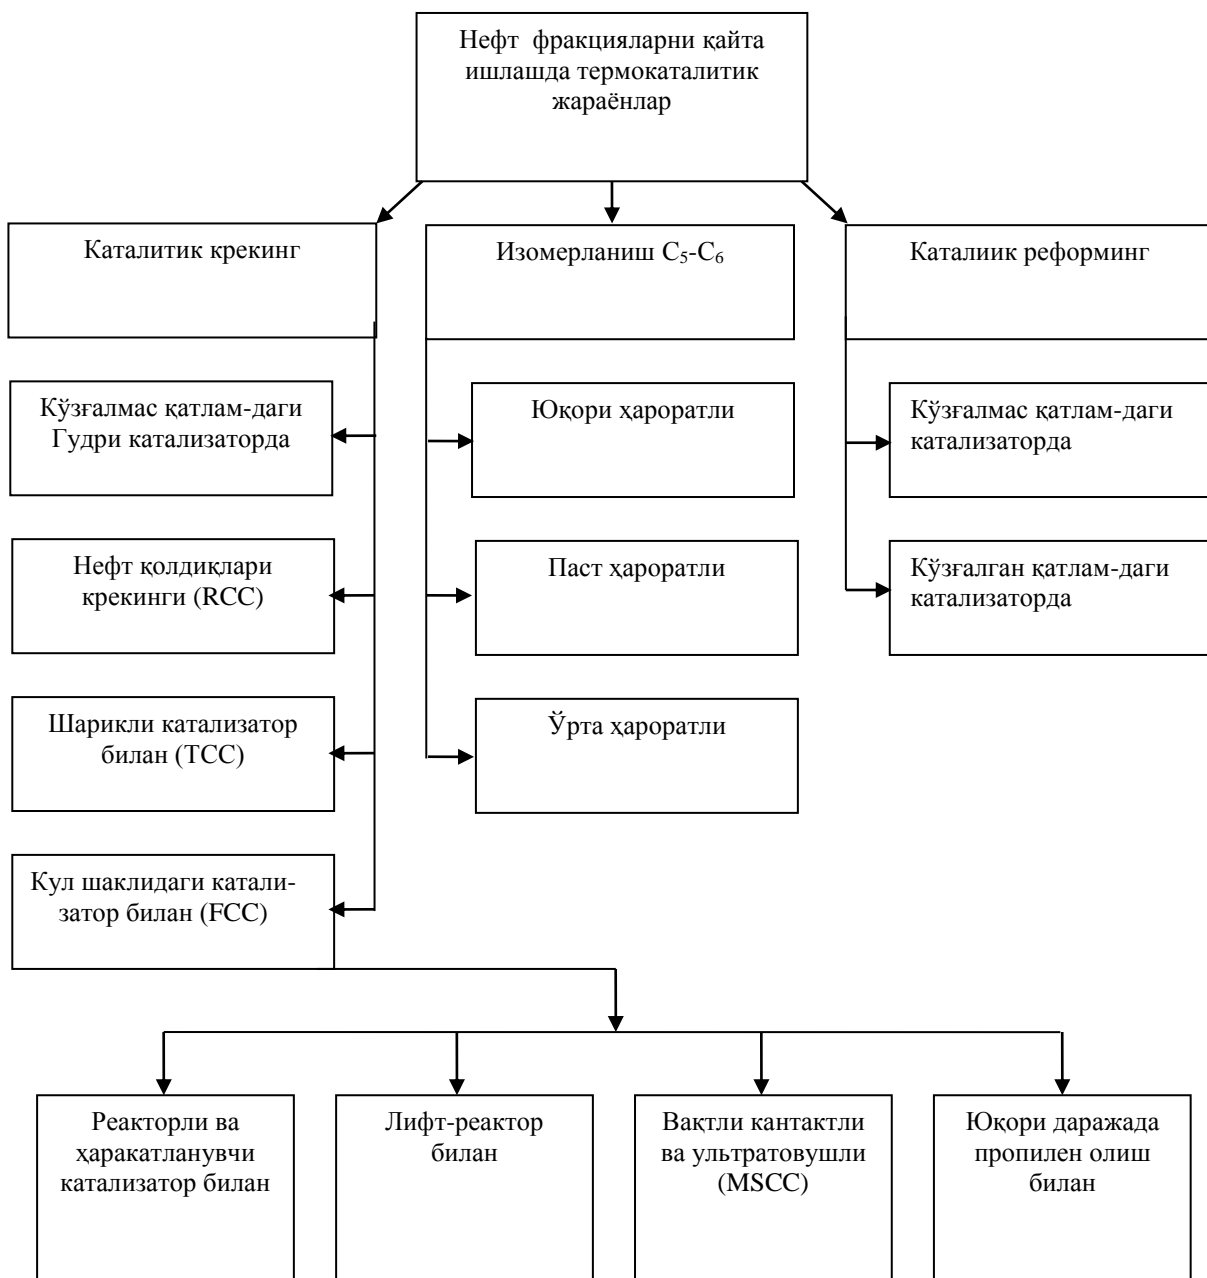 Нефт фракцияларни қайта
ишлашда термокаталитик
жараёнлар
Каталитик крекинг
Изомерланиш С₅-С₆
Каталиик реформинг
Кўзғалмас қатлам-даги
Гудри катализаторда
Юқори ҳароратли
Кўзғалмас қатлам-даги
катализаторда
Нефт қолдиқлари
крекинги (RCC)
Паст ҳароратли
Кўзғалган қатлам-даги
катализаторда
Шарикли катализатор
билан (TCC)
Ўрта ҳароратли
Кул шаклидаги катали-
затор билан (FCC)
Реакторли ва
ҳаракатланувчи
катализатор билан
Лифт-реактор
билан
Вақтли кантактли
ва ультратовушли
(MSCC)
Юқори даражада
пропилен олиш
билан